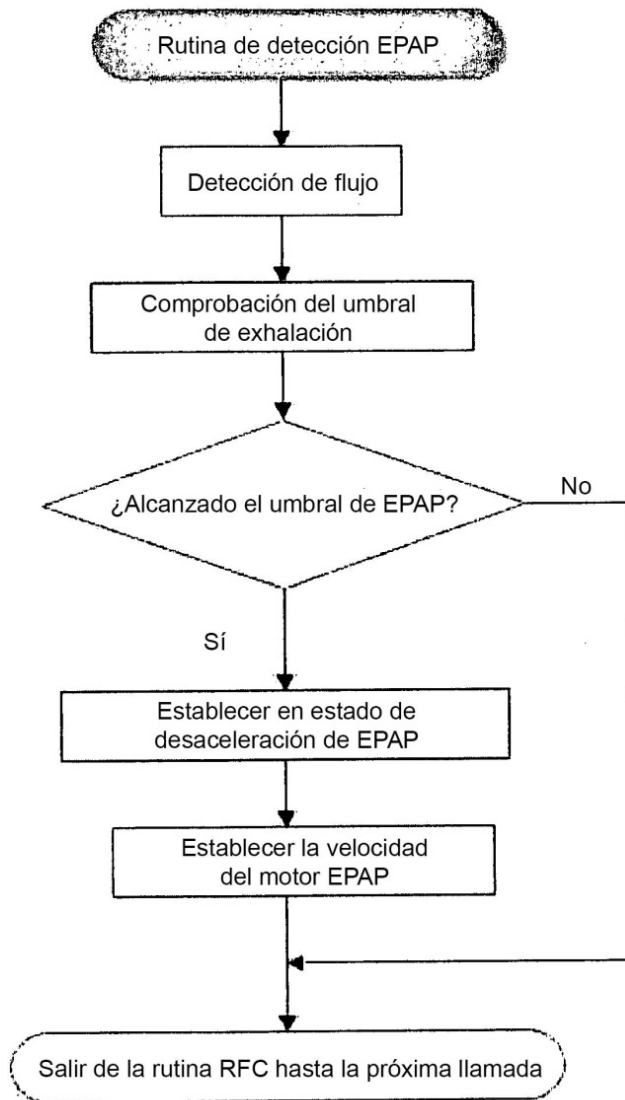 Rutina de detección EPAP
Detección de flujo
Comprobación del umbral
de exhalación
¿Alcanzado el umbral de EPAP?
No
Sí
Establecer en estado de
desaceleración de EPAP
Establecer la velocidad
del motor EPAP
Salir de la rutina RFC hasta la próxima llamada